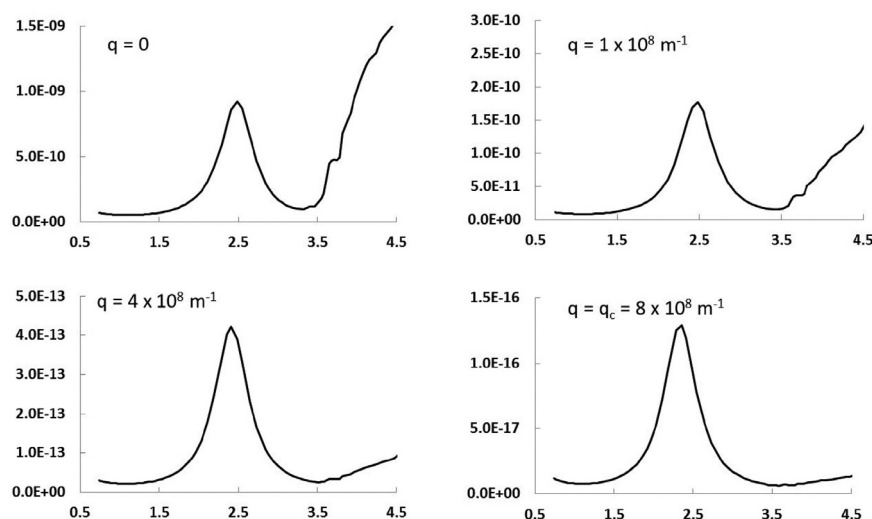 1.5E-09
q = 0
1.0E-09
5.0E-10
0.0E+00
0.5 1.5 2.5 3.5 4.5
3.0E-10
q = 1 x 10⁸ m⁻¹
2.5E-10
2.0E-10
1.5E-10
1.0E-10
5.0E-11
0.0E+00
0.5 1.5 2.5 3.5 4.5
5.0E-13
q = 4 x 10⁸ m⁻¹
4.0E-13
3.0E-13
2.0E-13
1.0E-13
0.0E+00
0.5 1.5 2.5 3.5 4.5
1.5E-16
q = q꜀ = 8 x 10⁸ m⁻¹
1.0E-16
5.0E-17
0.0E+00
0.5 1.5 2.5 3.5 4.5